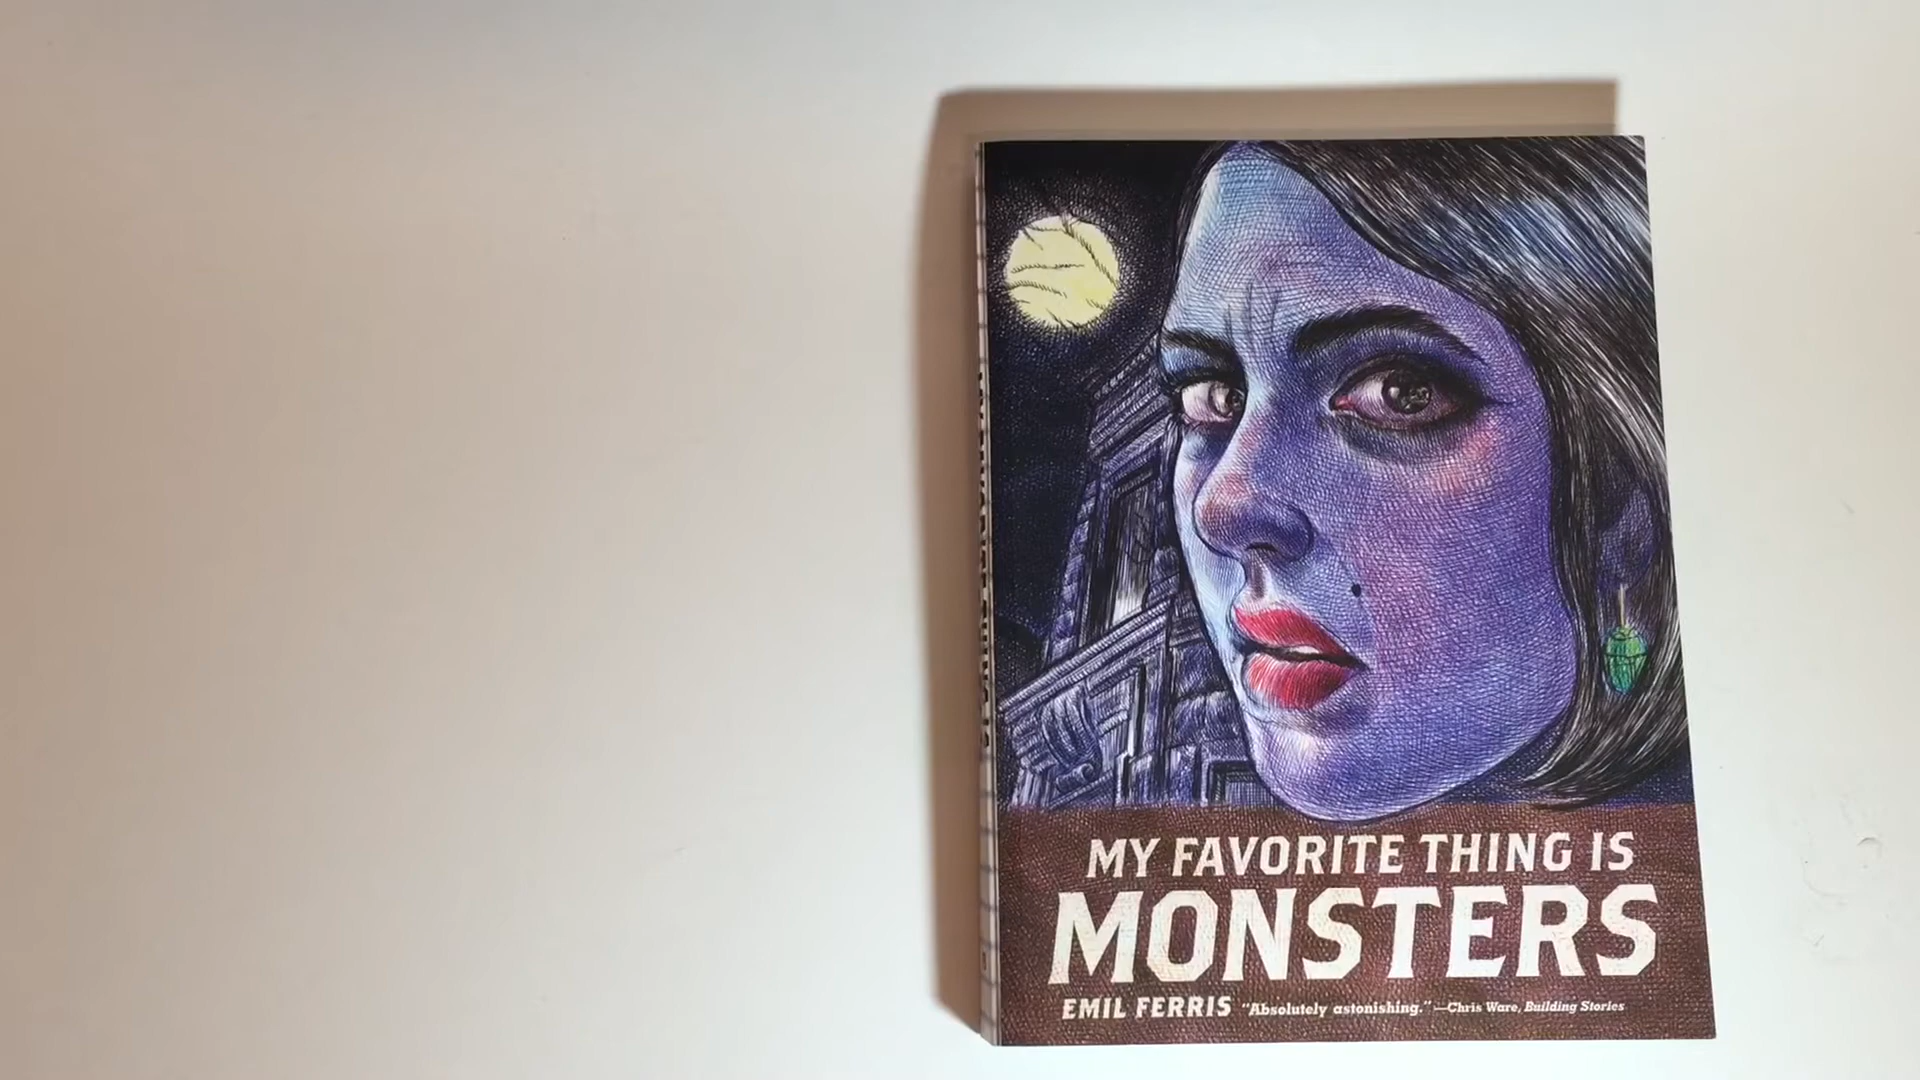 MY FAVORITE THING IS
MONSTERS
EMIL FERRIS "Absolutely astonishing." —Chris Ware, Building Stories